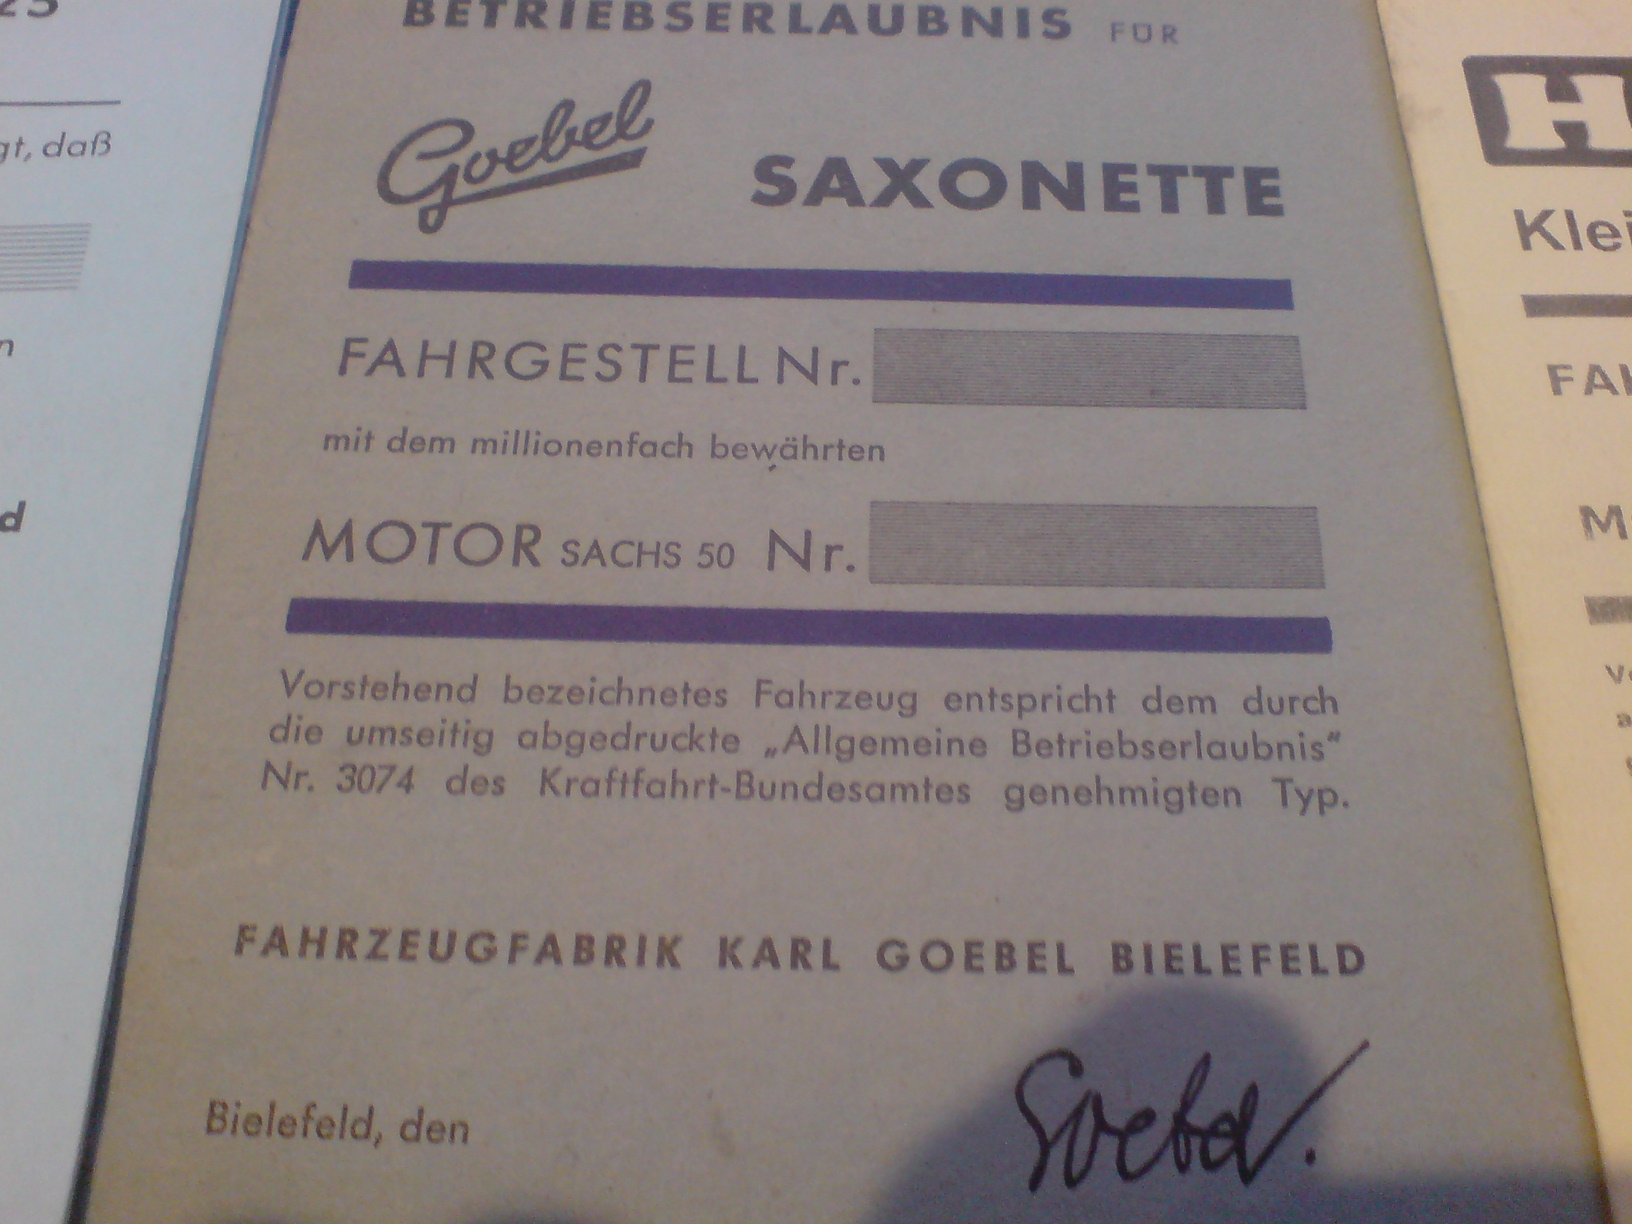 BETRIEBSERLAUBNIS FÜR
Goebel SAXONETTE
FAHRGESTELL Nr.
mit dem millionenfach bewährten
MOTOR SACHS 50 Nr.
Vorstehend bezeichnetes Fahrzeug entspricht dem durch
die umseitig abgedruckte „Allgemeine Betriebserlaubnis“
Nr. 3074 des Kraftfahrt-Bundesamtes genehmigten Typ.
FAHRZEUGFABRIK KARL GOEBEL BIELEFELD
Bielefeld, den
Goebel.
daß